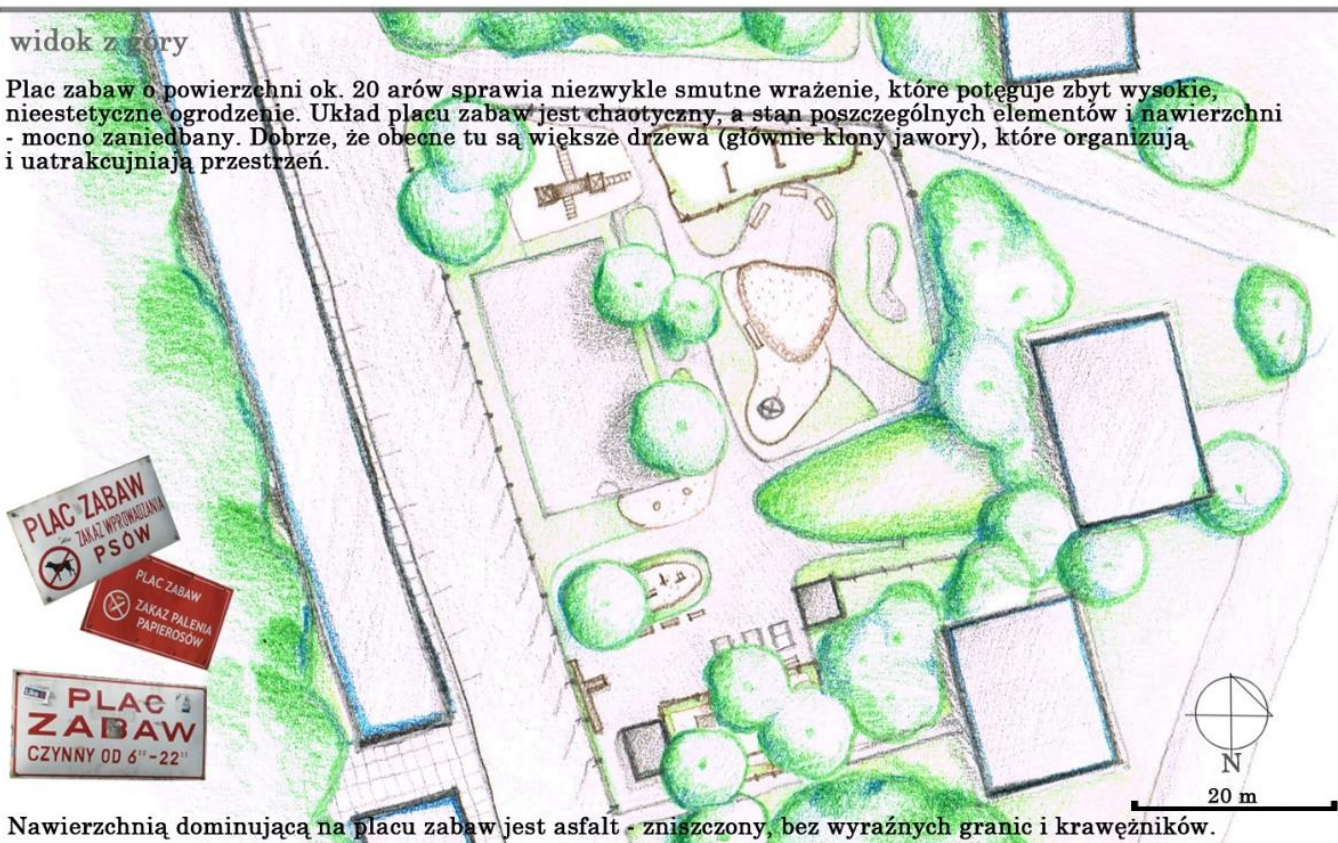 widok z góry
Plac zabaw o powierzchni ok. 20 arów sprawia niezwykle smutne wrażenie, które potęguje zbyt wysokie,
nieestetyczne ogrodzenie. Układ placu zabaw jest chaotyczny, a stan poszczególnych elementów i nawierzchni
- mocno zaniedbany. Dobrze, że obecne tu są większe drzewa (głównie klony jawory), które organizują
i uatrakcujniają przestrzeń.
PLAC ZABAW
ZAKAZ WPROWADZANIA
PSÓW
PLAC ZABAW
ZAKAZ PALENIA
PAPIEROSÓW
PLAC
ZABAW
CZYNNY OD 6⁰⁰-22⁰⁰
N
20 m
Nawierzchnią dominującą na placu zabaw jest asfalt - zniszczony, bez wyraźnych granic i krawężników.